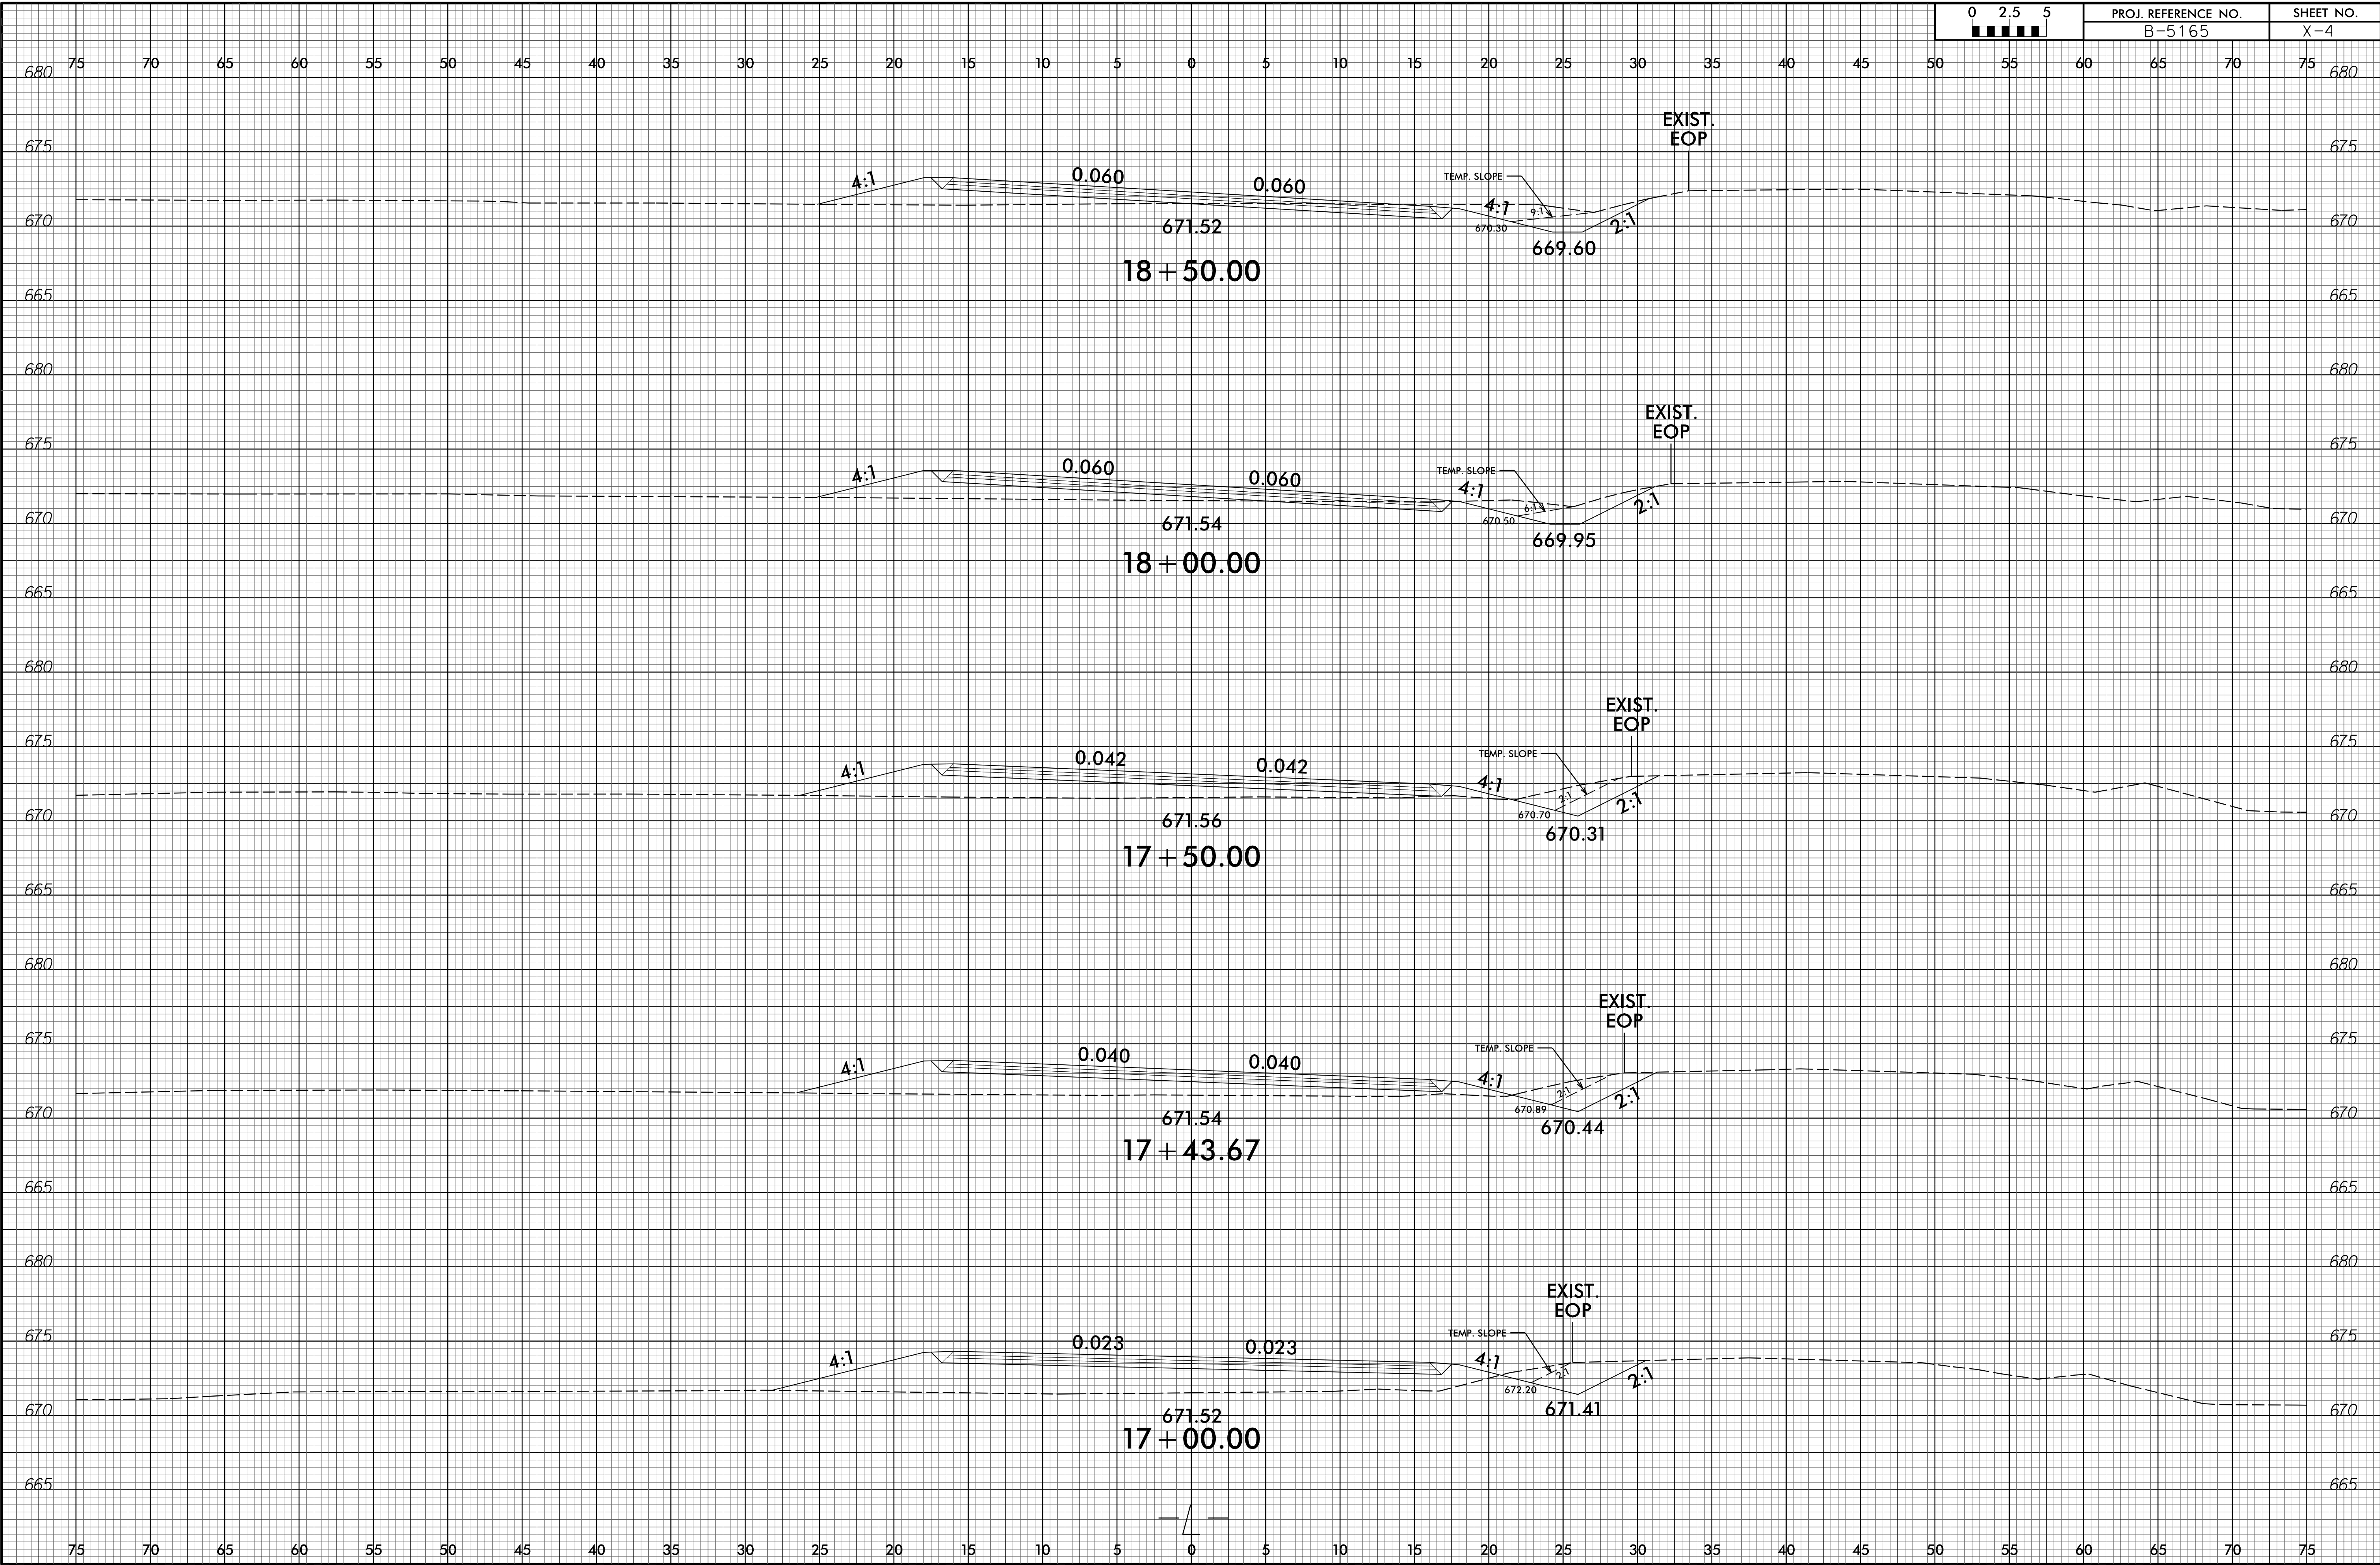 0 2.5 5
PROJ. REFERENCE NO. SHEET NO.
B-5165 X-4
75 70 65 60 55 50 45 40 35 30 25 20 15 10 5 0 5 10 15 20 25 30 35 40 45 50 55 60 65 70 75
680 680
EXIST.
EOP
675 675
4:1 0.060 0.060 TEMP. SLOPE
4:1 9:1 2:1
670 671.52 670.30 670
669.60
18+50.00
665 665
680 680
EXIST.
EOP
675 675
4:1 0.060 0.060 TEMP. SLOPE
4:1 6:1 2:1
670 671.54 670.50 670
669.95
18+00.00
665 665
680 680
EXIST.
EOP
675 675
4:1 0.042 0.042 TEMP. SLOPE
4:1 2:1 2:1
670 671.56 670.70 670
670.31
17+50.00
665 665
680 680
EXIST.
EOP
675 675
4:1 0.040 0.040 TEMP. SLOPE
4:1 2:1 2:1
670 671.54 670.89 670
670.44
17+43.67
665 665
680 680
EXIST.
EOP
675 675
4:1 0.023 0.023 TEMP. SLOPE
4:1 2:1 2:1
672.20
670 671.52 671.41 670
17+00.00
665 665
-L-
75 70 65 60 55 50 45 40 35 30 25 20 15 10 5 0 5 10 15 20 25 30 35 40 45 50 55 60 65 70 75